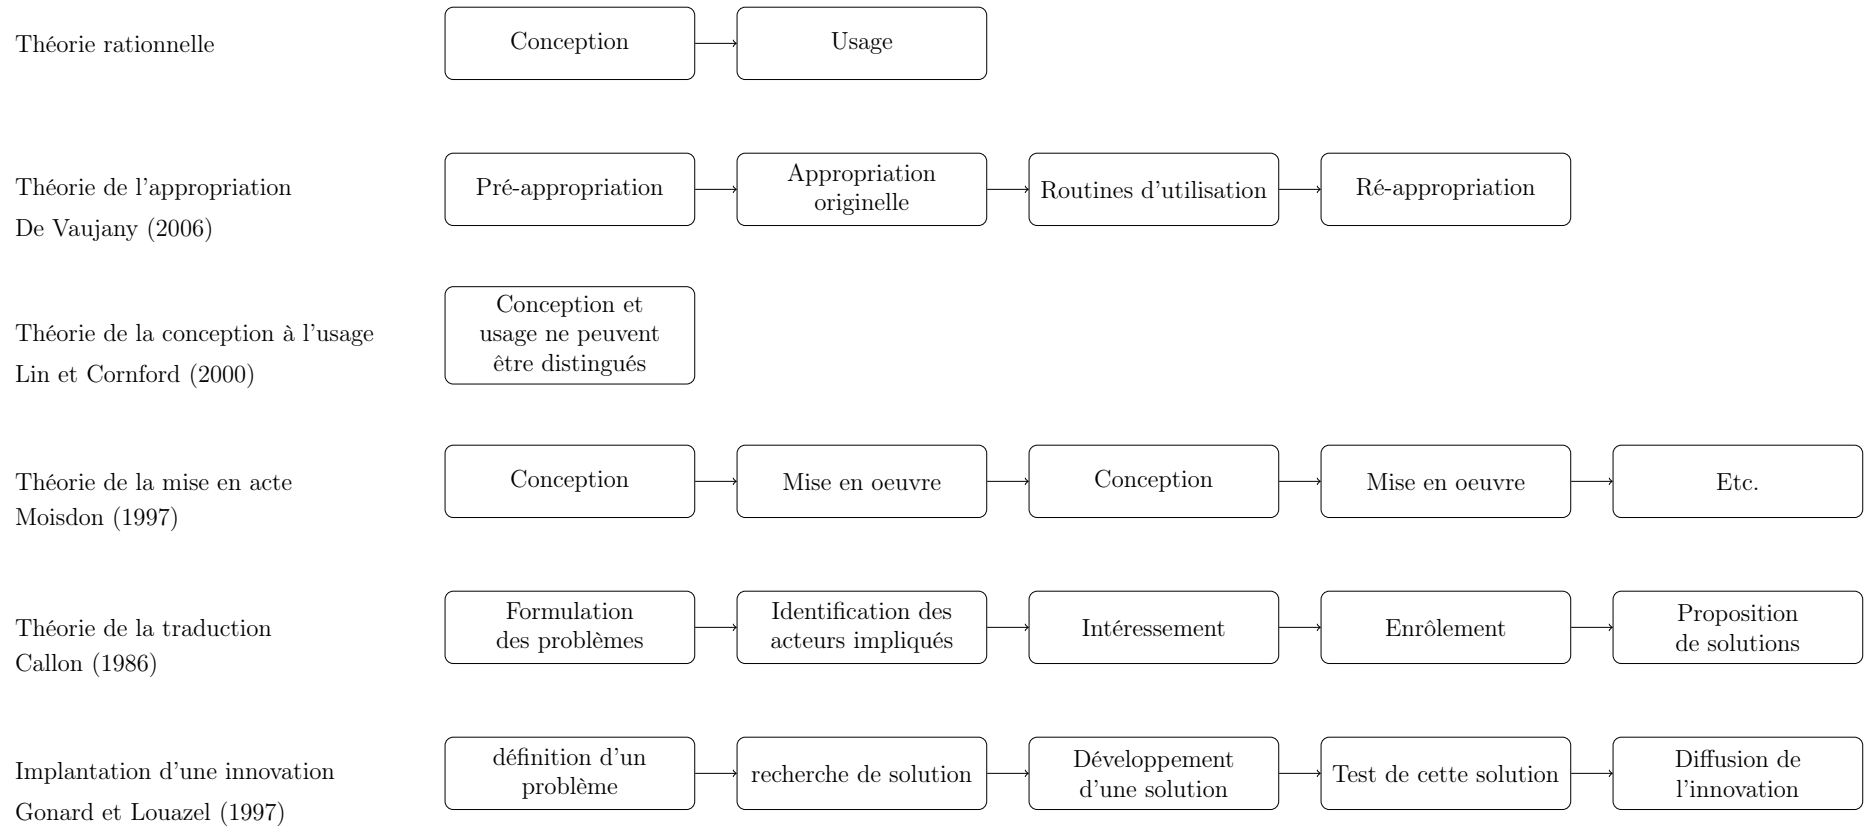 Théorie rationnelle
Conception
Usage
Théorie de l'appropriation
De Vaujany (2006)
Pré-appropriation
Appropriation
originelle
Routines d'utilisation
Ré-appropriation
Théorie de la conception à l'usage
Lin et Cornford (2000)
Conception et
usage ne peuvent
être distingués
Théorie de la mise en acte
Moisdon (1997)
Conception
Mise en oeuvre
Conception
Mise en oeuvre
Etc.
Théorie de la traduction
Callon (1986)
Formulation
des problèmes
Identification des
acteurs impliqués
Intéressement
Enrôlement
Proposition
de solutions
Implantation d'une innovation
Gonard et Louazel (1997)
définition d'un
problème
recherche de solution
Développement
d'une solution
Test de cette solution
Diffusion de
l'innovation